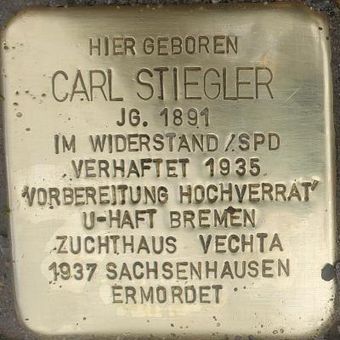 HIER GEBOREN
CARL STIEGLER
JG. 1891
IM WIDERSTAND / SPD
VERHAFTET 1935
'VORBEREITUNG HOCHVERRAT'
U-HAFT BREMEN
ZUCHTHAUS VECHTA
1937 SACHSENHAUSEN
ERMORDET